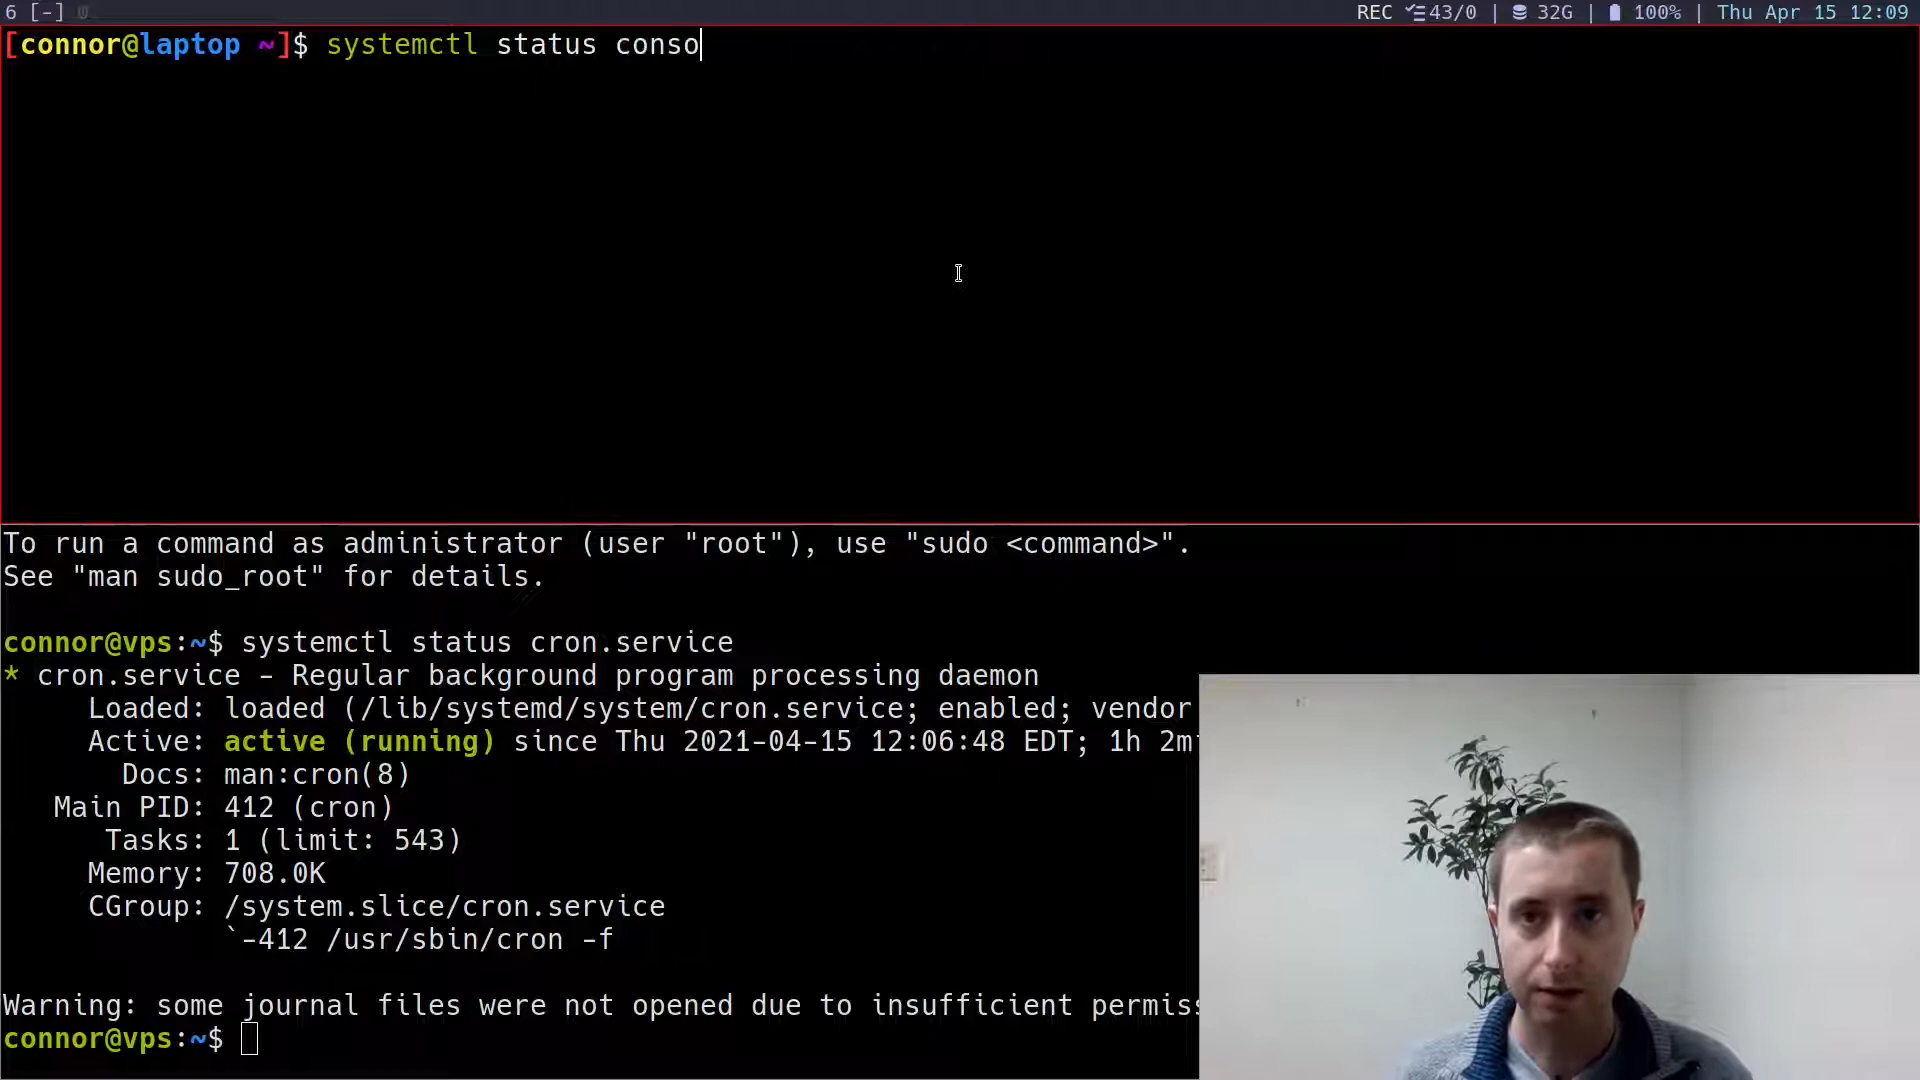 6 [-] 0 REC 43/0 | 32G | 100% | Thu Apr 15 12:09
[connor@laptop ~]$ systemctl status conso
To run a command as administrator (user "root"), use "sudo <command>".
See "man sudo_root" for details.
connor@vps:~$ systemctl status cron.service
* cron.service - Regular background program processing daemon
Loaded: loaded (/lib/systemd/system/cron.service; enabled; vendor
Active: active (running) since Thu 2021-04-15 12:06:48 EDT; 1h 2m
Docs: man:cron(8)
Main PID: 412 (cron)
Tasks: 1 (limit: 543)
Memory: 708.0K
CGroup: /system.slice/cron.service
`-412 /usr/sbin/cron -f
Warning: some journal files were not opened due to insufficient permiss
connor@vps:~$